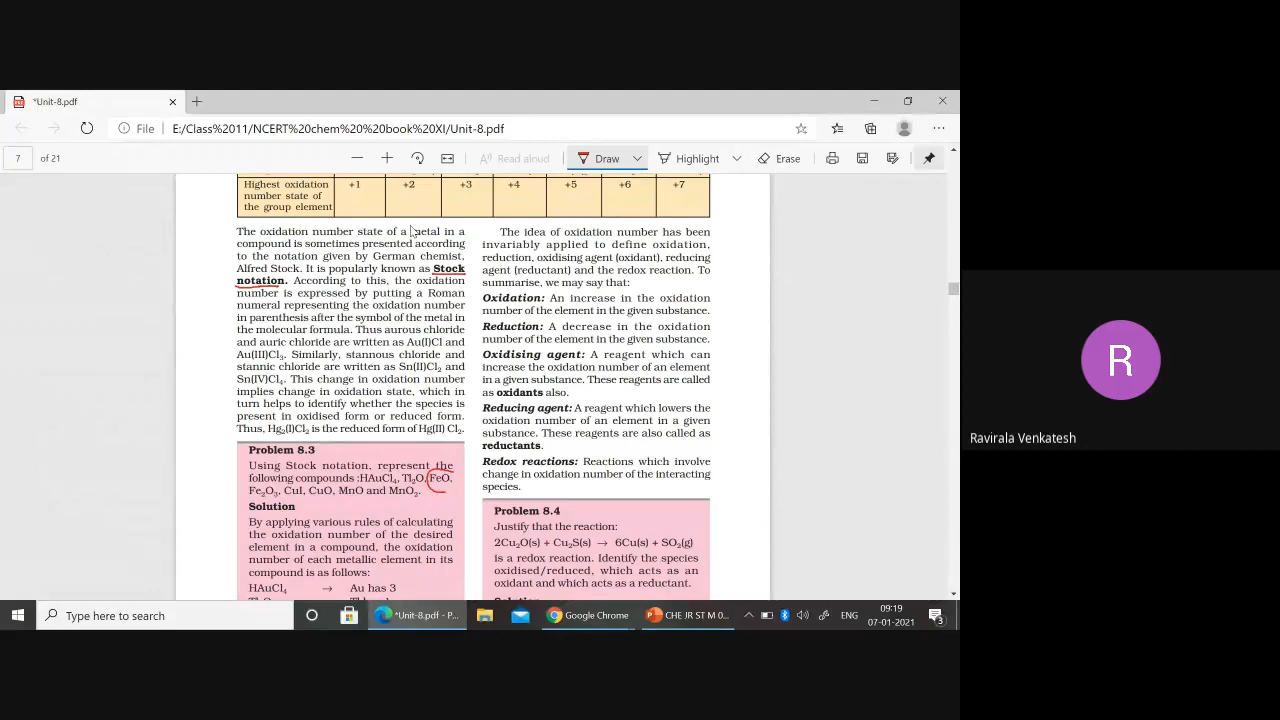 *Unit-8.pdf
File E:/Class%2011/NCERT%20chem%20%20book%20XI/Unit-8.pdf
7 of 21 Read aloud Draw Highlight Erase
Highest oxidation number state of the group element +1 +2 +3 +4 +5 +6 +7
The oxidation number state of a metal in a
compound is sometimes presented according
to the notation given by German chemist,
Alfred Stock. It is popularly known as Stock
notation. According to this, the oxidation
number is expressed by putting a Roman
numeral representing the oxidation number
in parenthesis after the symbol of the metal in
the molecular formula. Thus aurous chloride
and auric chloride are written as Au(I)Cl and
Au(III)Cl₃. Similarly, stannous chloride and
stannic chloride are written as Sn(II)Cl₂ and
Sn(IV)Cl₄. This change in oxidation number
implies change in oxidation state, which in
turn helps to identify whether the species is
present in oxidised form or reduced form.
Thus, Hg₂(I)Cl₂ is the reduced form of Hg(II) Cl₂.
Problem 8.3
Using Stock notation, represent the
following compounds :HAuCl₄, Tl₂O, FeO,
Fe₂O₃, CuI, CuO, MnO and MnO₂.
Solution
By applying various rules of calculating
the oxidation number of the desired
element in a compound, the oxidation
number of each metallic element in its
compound is as follows:
HAuCl₄ → Au has 3
The idea of oxidation number has been
invariably applied to define oxidation,
reduction, oxidising agent (oxidant), reducing
agent (reductant) and the redox reaction. To
summarise, we may say that:
Oxidation: An increase in the oxidation
number of the element in the given substance.
Reduction: A decrease in the oxidation
number of the element in the given substance.
Oxidising agent: A reagent which can
increase the oxidation number of an element
in a given substance. These reagents are called
as oxidants also.
Reducing agent: A reagent which lowers the
oxidation number of an element in a given
substance. These reagents are also called as
reductants.
Redox reactions: Reactions which involve
change in oxidation number of the interacting
species.
Problem 8.4
Justify that the reaction:
2Cu₂O(s) + Cu₂S(s) → 6Cu(s) + SO₂(g)
is a redox reaction. Identify the species
oxidised/reduced, which acts as an
oxidant and which acts as a reductant.
R
Ravirala Venkatesh
Type here to search
*Unit-8.pdf - P...
Google Chrome
CHE JR ST M 0...
ENG
09:19
07-01-2021
3